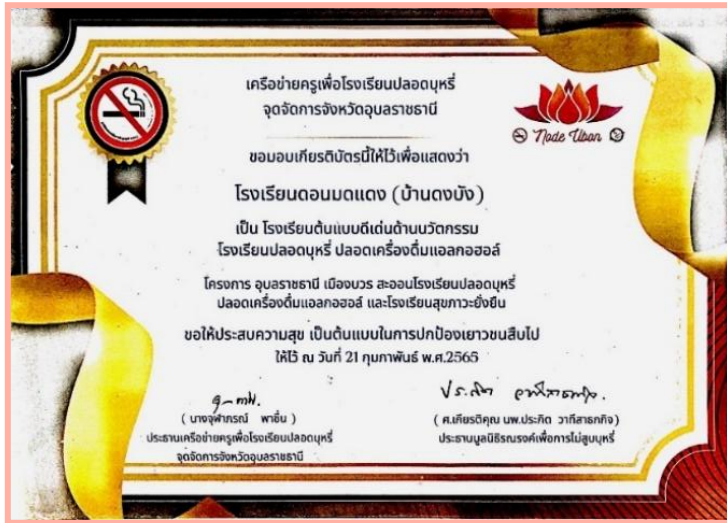 เครือข่ายครูเพื่อโรงเรียนปลอดบุหรี่
จุดจัดการจังหวัดอุบลราชธานี
Node Ubon
ขอมอบเกียรติบัตรนี้ให้ไว้เพื่อแสดงว่า
โรงเรียนดอนมดแดง (บ้านดงบัง)
เป็น โรงเรียนต้นแบบดีเด่นด้านนวัตกรรม
โรงเรียนปลอดบุหรี่ ปลอดเครื่องดื่มแอลกอฮอล์
โครงการ อุบลราชธานี เมืองบวร สะออนโรงเรียนปลอดบุหรี่
ปลอดเครื่องดื่มแอลกอฮอล์ และโรงเรียนสุขภาวะยั่งยืน
ขอให้ประสบความสุข เป็นต้นแบบในการปกป้องเยาวชนสืบไป
ให้ไว้ ณ วันที่ 21 กุมภาพันธ์ พ.ศ.2565
( นางจุฬาภรณ์ พาชื่น )
ประธานเครือข่ายครูเพื่อโรงเรียนปลอดบุหรี่
จุดจัดการจังหวัดอุบลราชธานี
( ศ.เกียรติคุณ นพ.ประกิต วาทีสาธกกิจ )
ประธานมูลนิธิรณรงค์เพื่อการไม่สูบบุหรี่